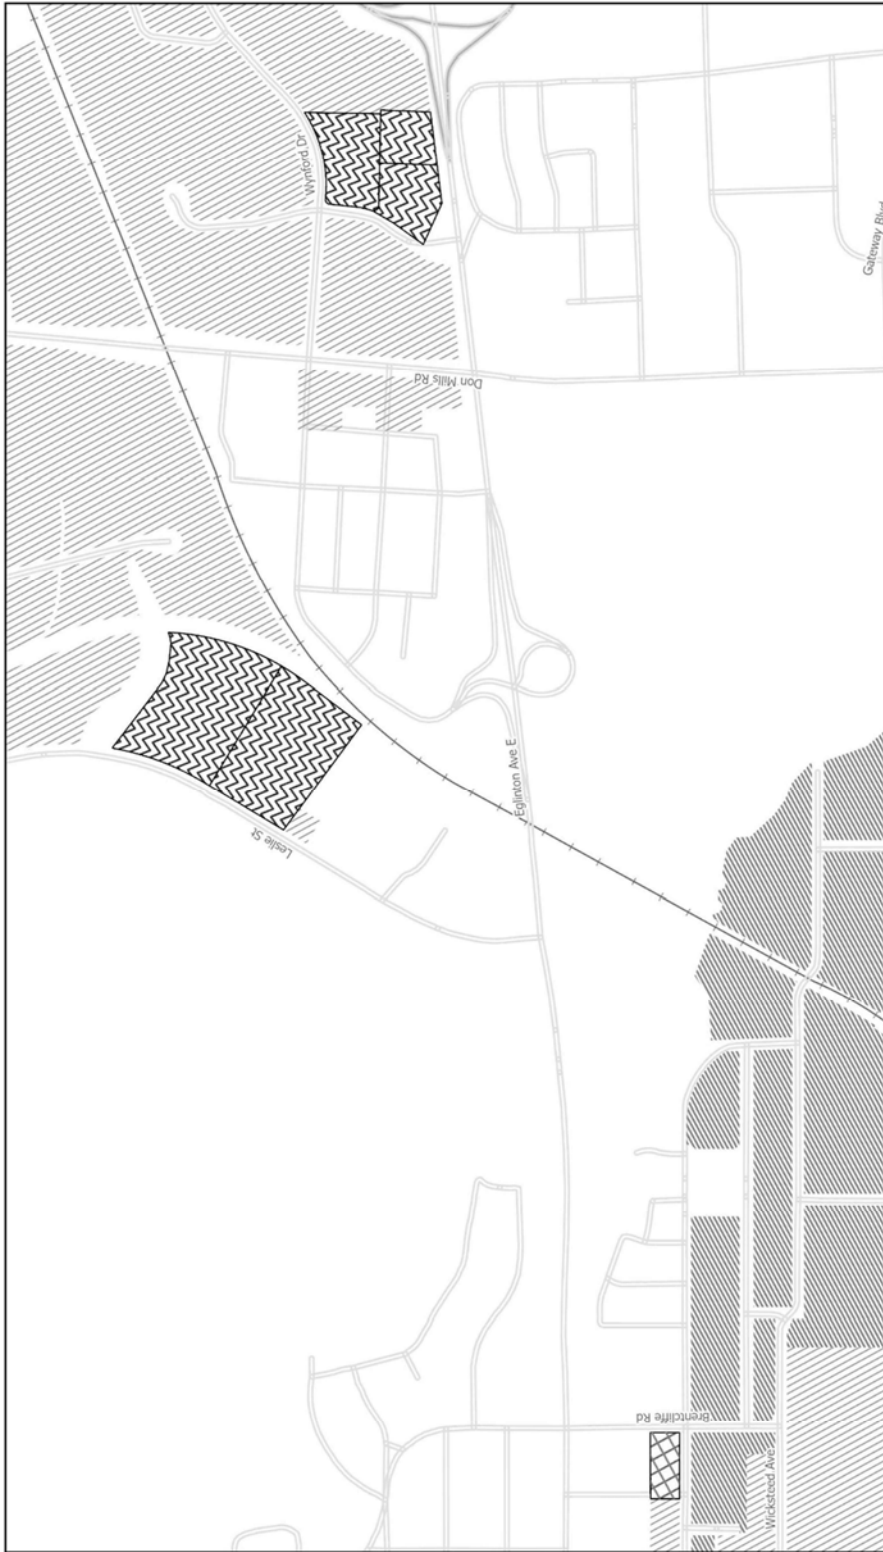 Wynford Dr
Gateway Blvd
Don Mills Rd
Eglinton Ave E
Leslie St
Brentcliffe Rd
Wicksteed Ave